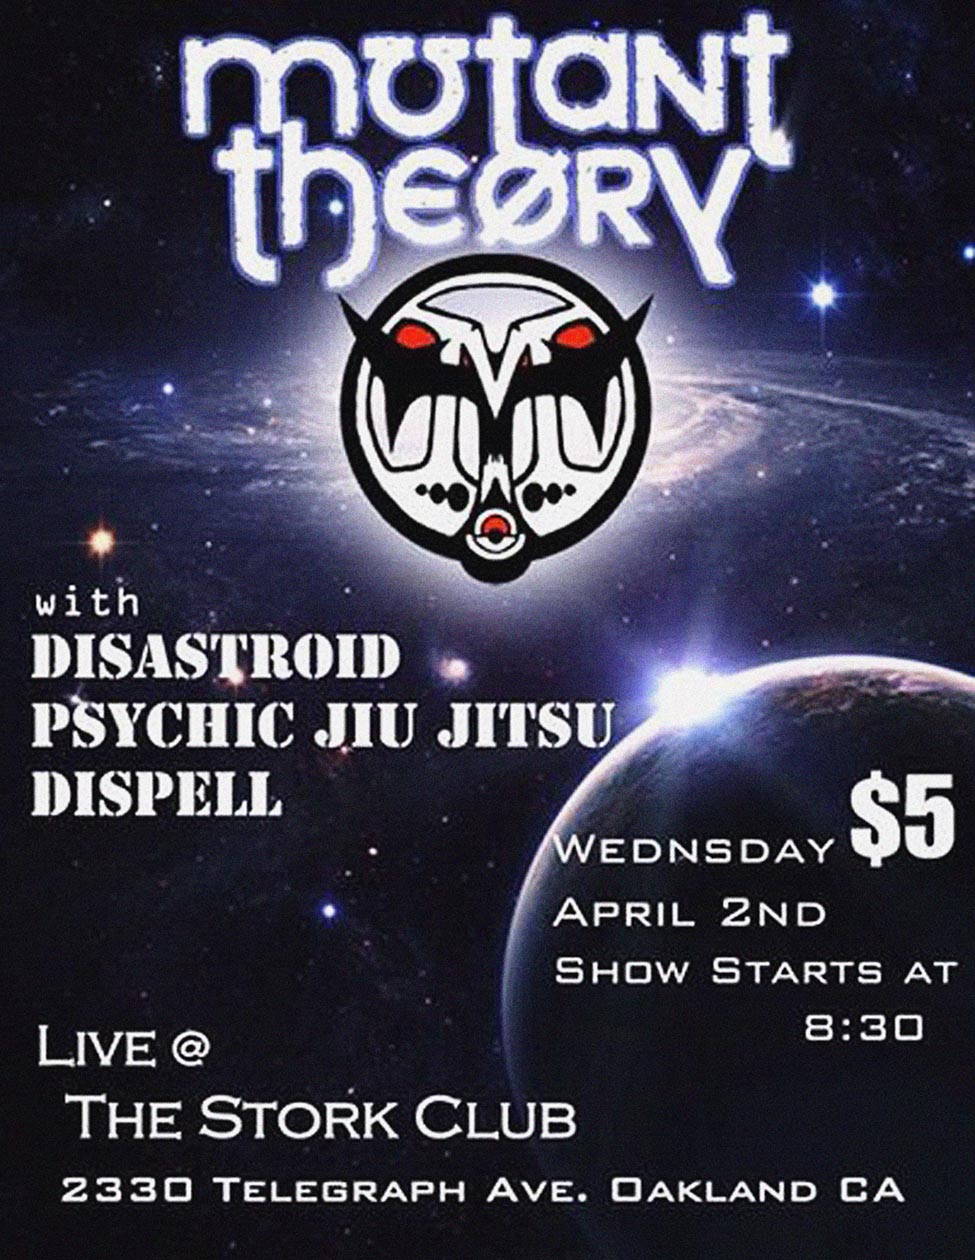 mutant
theøry
with
DISASTROID
PSYCHIC JIU JITSU
DISPELL
$5
WEDNSDAY
APRIL 2ND
SHOW STARTS AT
8:30
LIVE @
THE STORK CLUB
2330 TELEGRAPH AVE. OAKLAND CA